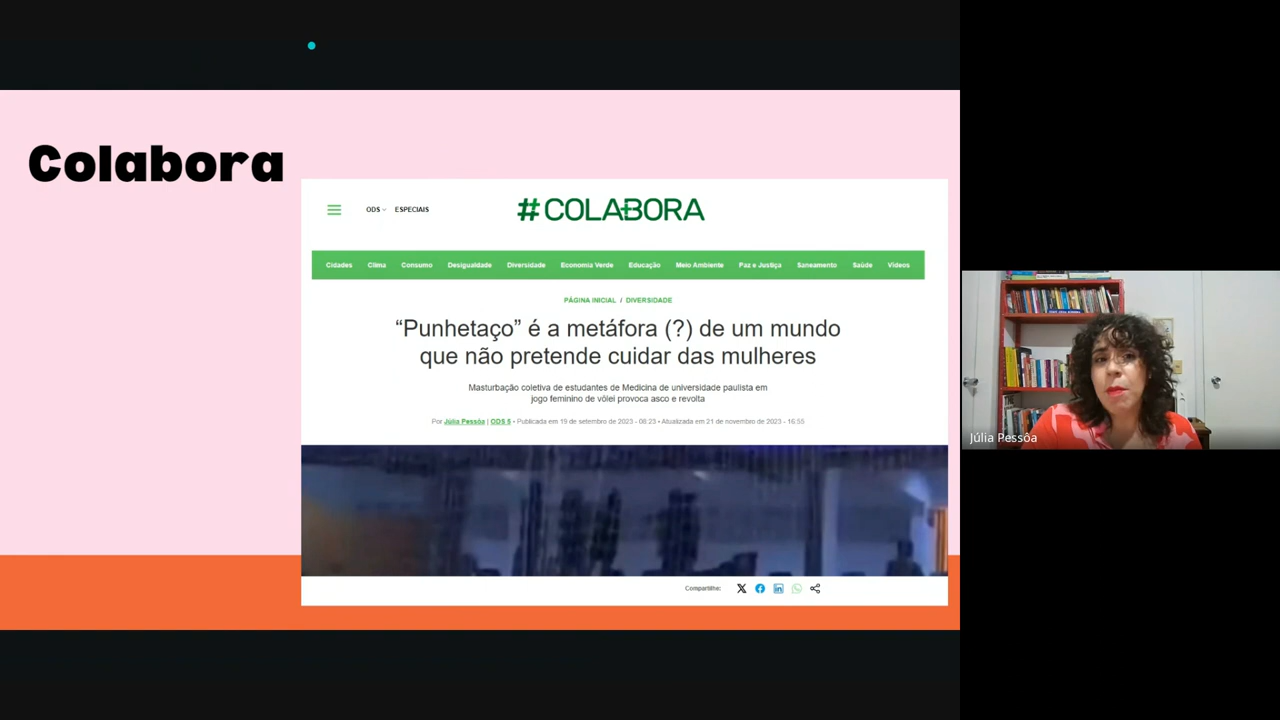 Colabora
ODS
ESPECIAIS
#COLABORA
Cidades Clima Consumo Desigualdade Diversidade Economia Verde Educação Meio Ambiente Paz e Justiça Saneamento Saúde Vídeos
PÁGINA INICIAL / DIVERSIDADE
“Punhetaço” é a metáfora (?) de um mundo
que não pretende cuidar das mulheres
Masturbação coletiva de estudantes de Medicina de universidade paulista em
jogo feminino de vôlei provoca asco e revolta
Por Júlia Pessôa | ODS 5 • Publicada em 19 de setembro de 2023 - 08:23 • Atualizada em 21 de novembro de 2023 - 16:55
Compartilhe:
Júlia Pessôa